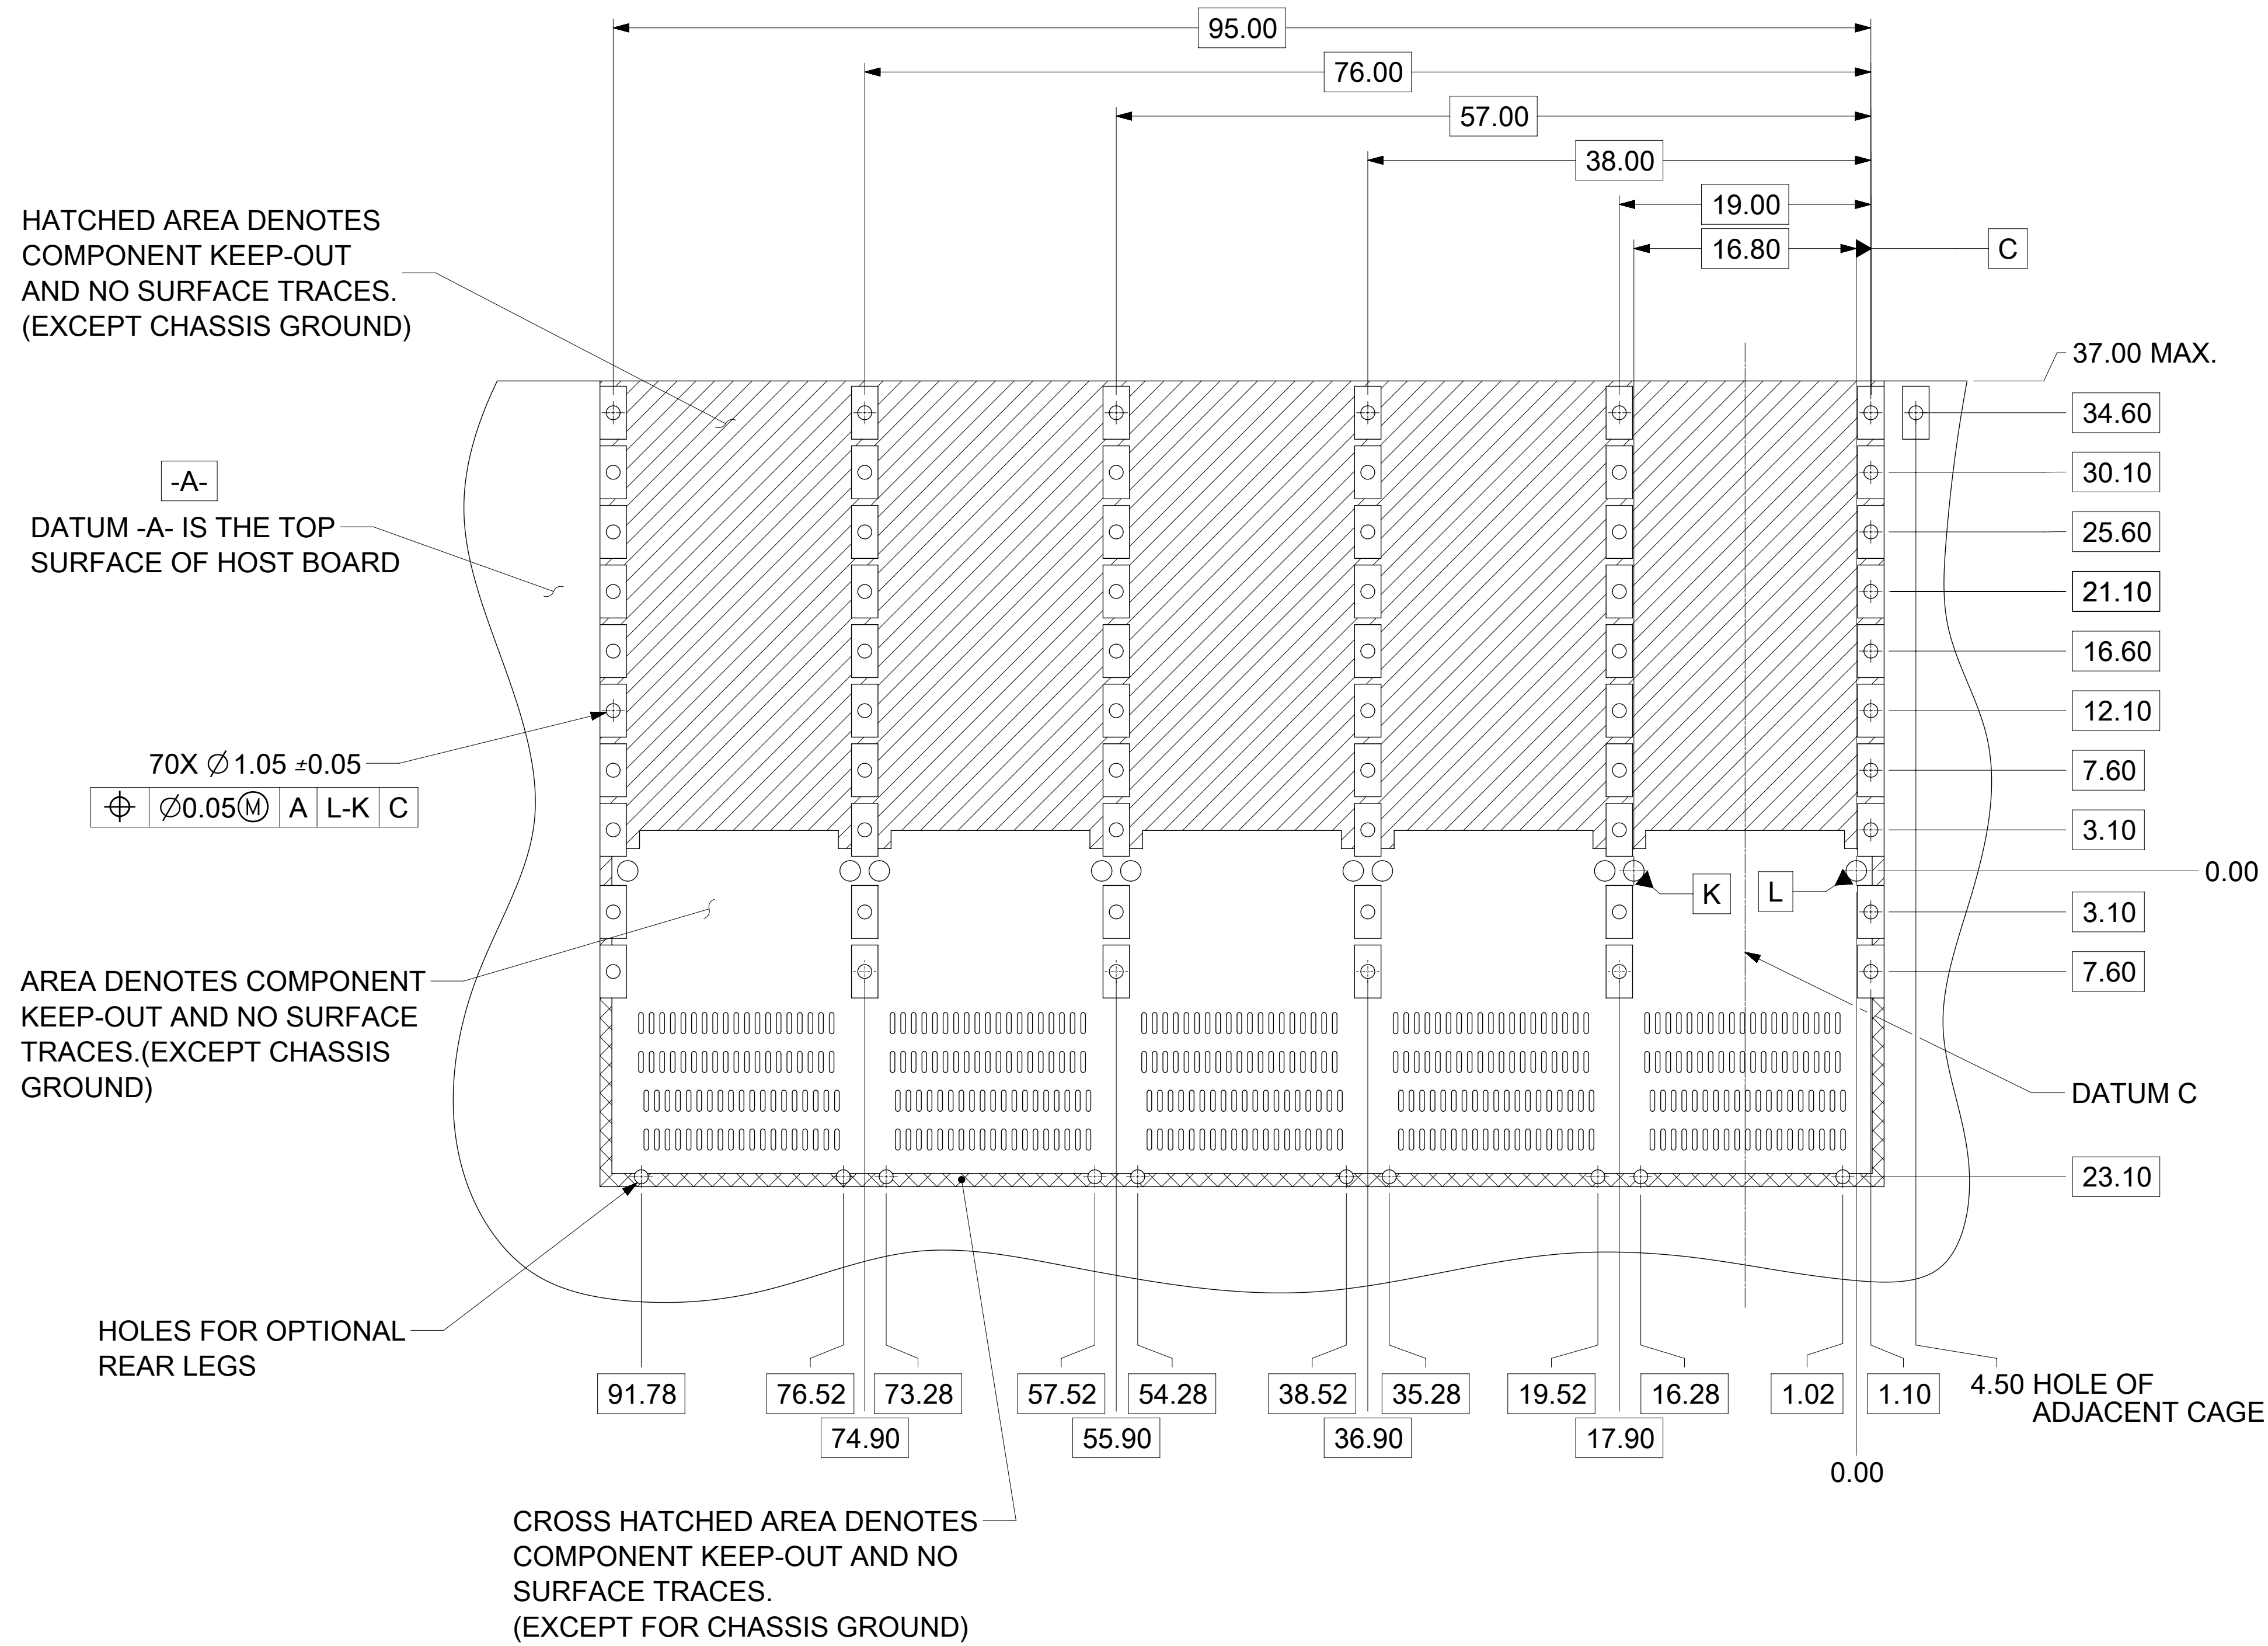 95.00
76.00
57.00
38.00
19.00
16.80
C
HATCHED AREA DENOTES
COMPONENT KEEP-OUT
AND NO SURFACE TRACES.
(EXCEPT CHASSIS GROUND)
37.00 MAX.
34.60
30.10
25.60
21.10
16.60
12.10
7.60
3.10
0.00
3.10
7.60
-A-
DATUM -A- IS THE TOP
SURFACE OF HOST BOARD
70X ∅1.05 ±0.05
⌖ ∅0.05Ⓜ A L-K C
K
L
AREA DENOTES COMPONENT
KEEP-OUT AND NO SURFACE
TRACES.(EXCEPT CHASSIS
GROUND)
DATUM C
23.10
HOLES FOR OPTIONAL
REAR LEGS
91.78
76.52
73.28
57.52
54.28
38.52
35.28
19.52
16.28
1.02
1.10
4.50 HOLE OF
ADJACENT CAGE
74.90
55.90
36.90
17.90
0.00
CROSS HATCHED AREA DENOTES
COMPONENT KEEP-OUT AND NO
SURFACE TRACES.
(EXCEPT FOR CHASSIS GROUND)